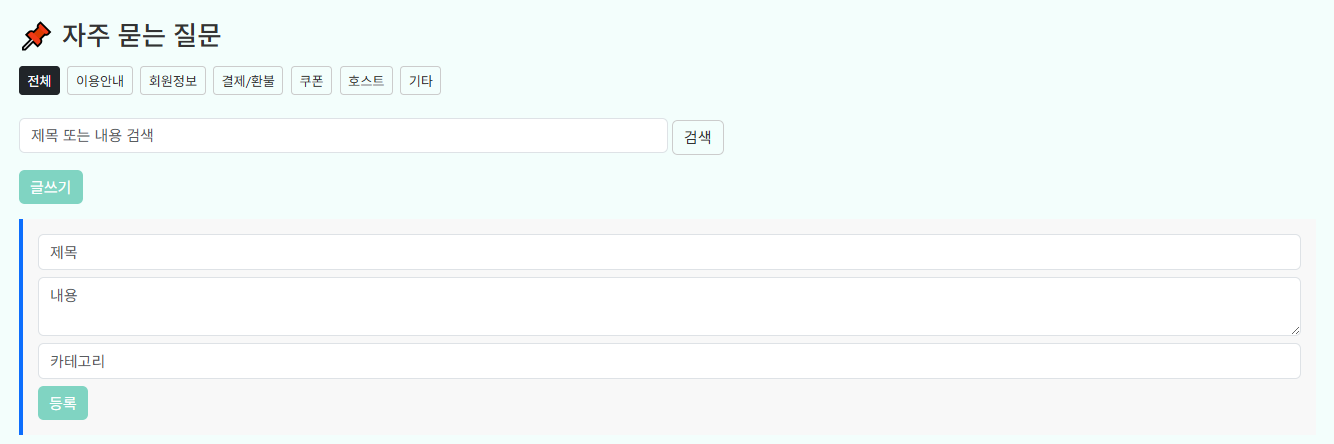 자주 묻는 질문
전체 이용안내 회원정보 결제/환불 쿠폰 호스트 기타
제목 또는 내용 검색 검색
글쓰기
제목
내용
카테고리
등록